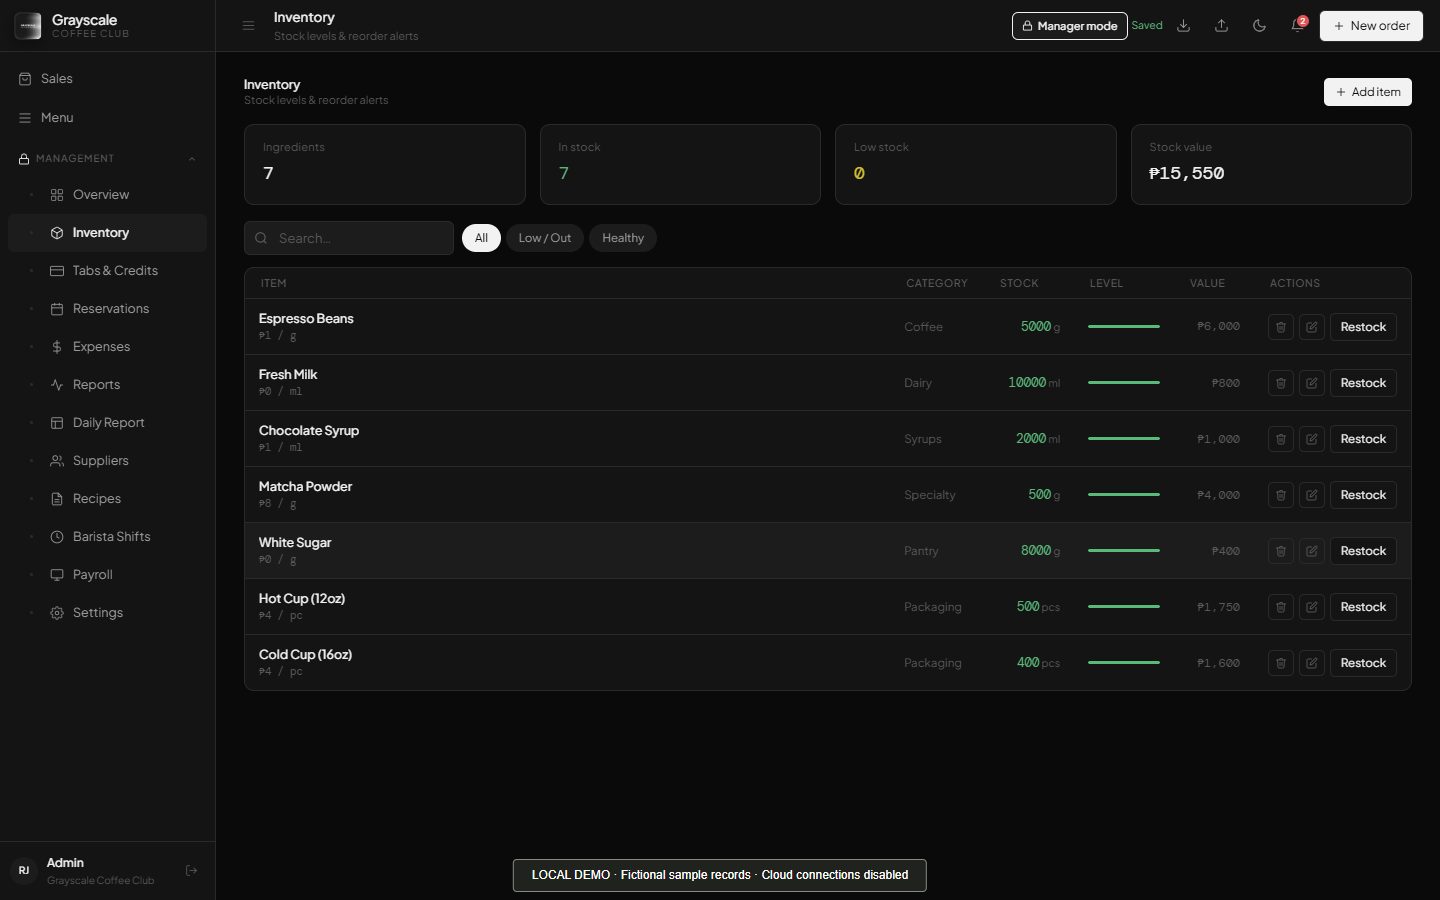 Grayscale
COFFEE CLUB
Sales
Menu
MANAGEMENT
Overview
Inventory
Tabs & Credits
Reservations
Expenses
Reports
Daily Report
Suppliers
Recipes
Barista Shifts
Payroll
Settings
RJ
Admin
Grayscale Coffee Club
Inventory
Stock levels & reorder alerts
Manager mode
Saved
2
+ New order
Inventory
Stock levels & reorder alerts
+ Add item
Ingredients
7
In stock
7
Low stock
0
Stock value
₱15,550
Search...
All
Low / Out
Healthy
ITEM CATEGORY STOCK LEVEL VALUE ACTIONS
Espresso Beans
₱1 / g
Coffee 5000 g ₱6,000 Restock
Fresh Milk
₱0 / ml
Dairy 10000 ml ₱800 Restock
Chocolate Syrup
₱1 / ml
Syrups 2000 ml ₱1,000 Restock
Matcha Powder
₱8 / g
Specialty 500 g ₱4,000 Restock
White Sugar
₱0 / g
Pantry 8000 g ₱400 Restock
Hot Cup (12oz)
₱4 / pc
Packaging 500 pcs ₱1,750 Restock
Cold Cup (16oz)
₱4 / pc
Packaging 400 pcs ₱1,600 Restock
LOCAL DEMO · Fictional sample records · Cloud connections disabled